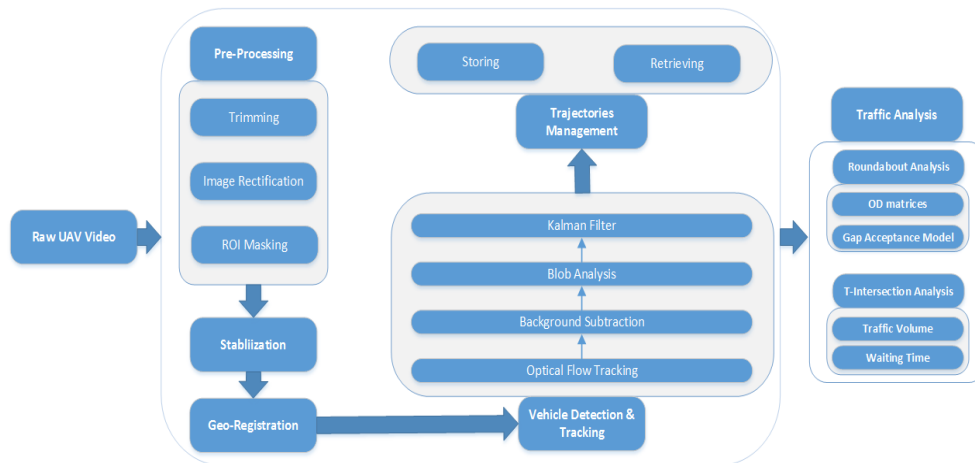 Raw UAV Video
Pre-Processing
Trimming
Image Rectification
ROI Masking
Stabliization
Geo-Registration
Storing
Retrieving
Trajectories
Management
Kalman Filter
Blob Analysis
Background Subtraction
Optical Flow Tracking
Vehicle Detection &
Tracking
Traffic Analysis
Roundabout Analysis
OD matrices
Gap Acceptance Model
T-Intersection Analysis
Traffic Volume
Waiting Time